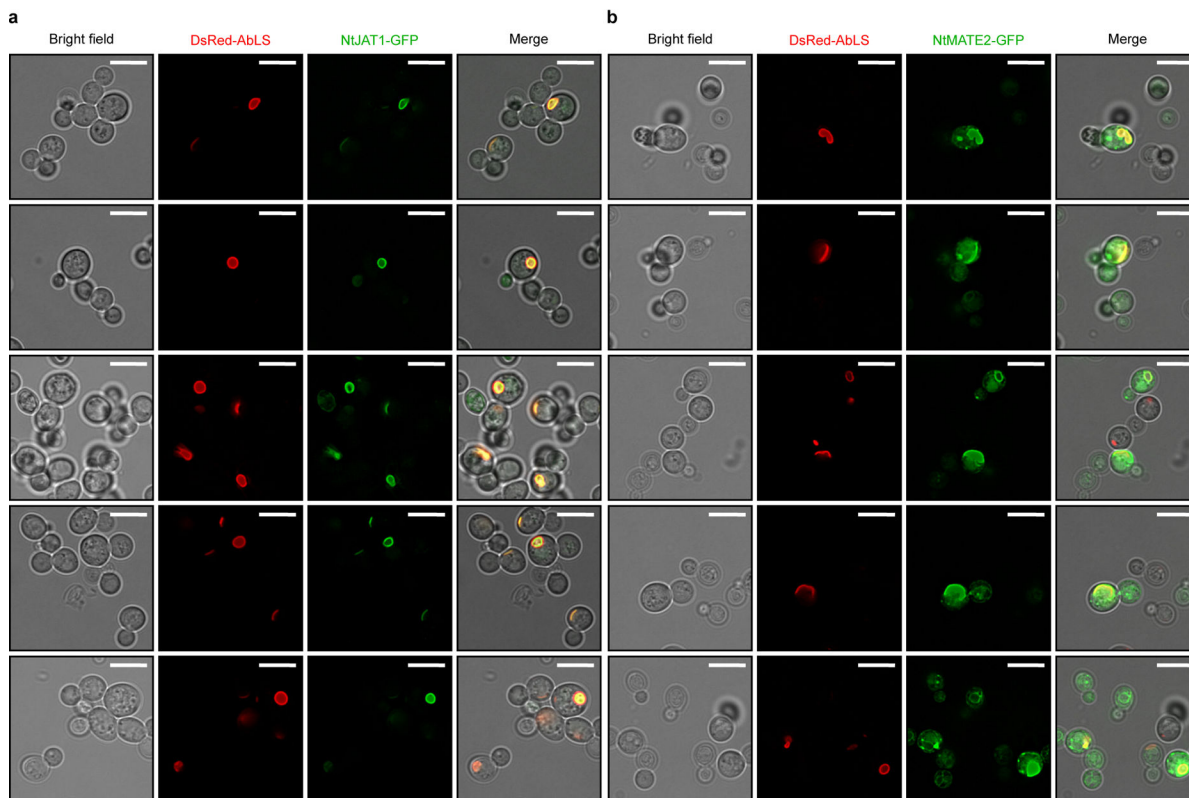 a
Bright field DsRed-AbLS NtJAT1-GFP Merge
b
Bright field DsRed-AbLS NtMATE2-GFP Merge